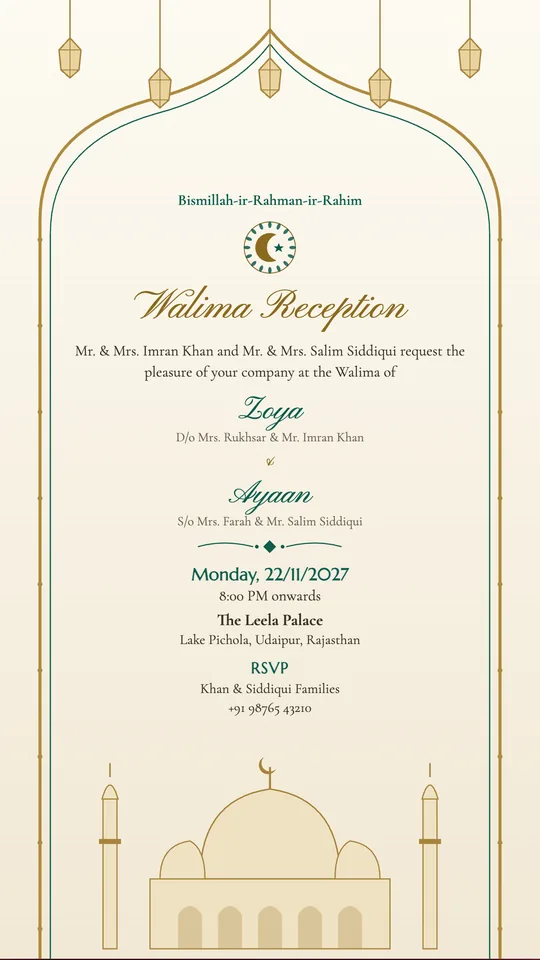 Bismillah-ir-Rahman-ir-Rahim
Walima Reception
Mr. & Mrs. Imran Khan and Mr. & Mrs. Salim Siddiqui request the
pleasure of your company at the Walima of
Zoya
D/o Mrs. Rukhsar & Mr. Imran Khan
&
Ayaan
S/o Mrs. Farah & Mr. Salim Siddiqui
Monday, 22/11/2027
8:00 PM onwards
The Leela Palace
Lake Pichola, Udaipur, Rajasthan
RSVP
Khan & Siddiqui Families
+91 98765 43210